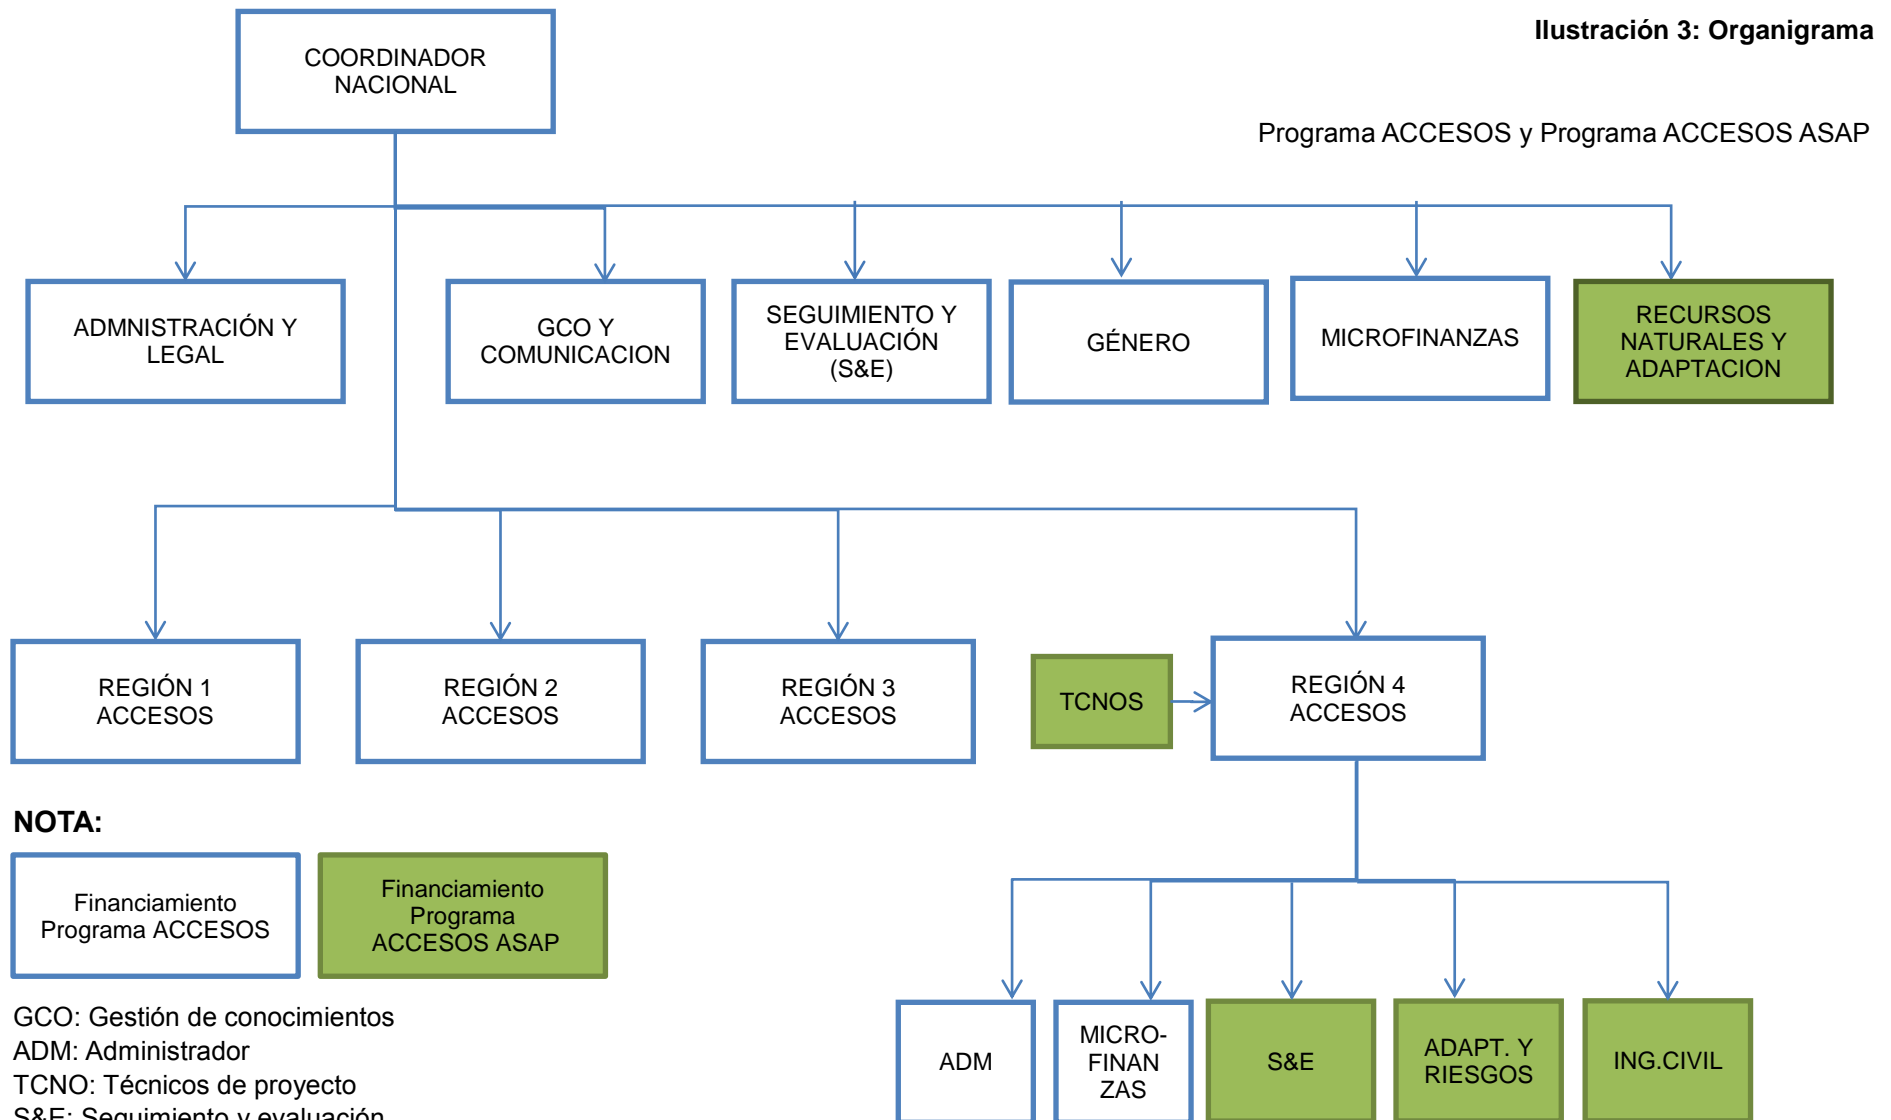 Ilustración 3: Organigrama
COORDINADOR
NACIONAL
Programa ACCESOS y Programa ACCESOS ASAP
ADMNISTRACIÓN Y
LEGAL
GCO Y
COMUNICACION
SEGUIMIENTO Y
EVALUACIÓN
(S&E)
GÉNERO
MICROFINANZAS
RECURSOS
NATURALES Y
ADAPTACION
REGIÓN 1
ACCESOS
REGIÓN 2
ACCESOS
REGIÓN 3
ACCESOS
TCNOS
REGIÓN 4
ACCESOS
NOTA:
Financiamiento
Programa ACCESOS
Financiamiento
Programa
ACCESOS ASAP
GCO: Gestión de conocimientos
ADM: Administrador
TCNO: Técnicos de proyecto
S&E: Seguimiento y evaluación
ADM
MICRO-
FINAN
ZAS
S&E
ADAPT. Y
RIESGOS
ING.CIVIL